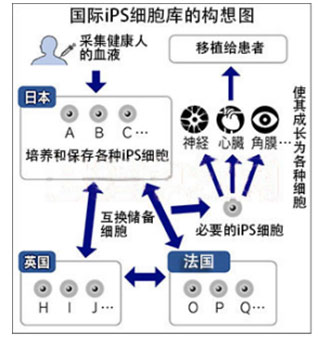 国际iPS细胞库的构想图
采集健康人
的血液
移植给患者
日本
A B C…
培养和保存各种iPS细胞
神経 心臓 角膜…
使其成长为各种细胞
互换储备
细胞
必要的iPS细胞
英国
H I J…
法国
O P Q…